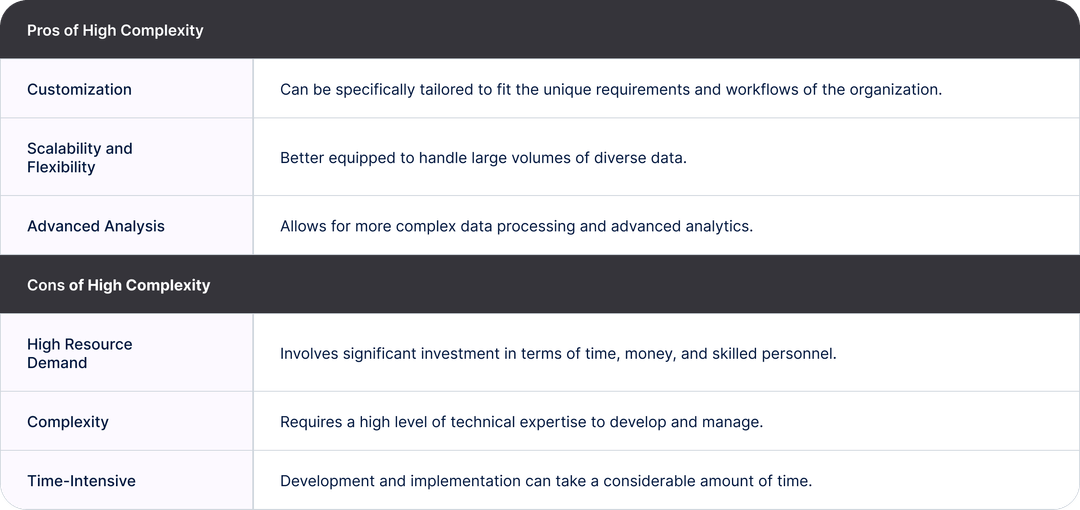 Pros of High Complexity
Customization
Can be specifically tailored to fit the unique requirements and workflows of the organization.
Scalability and
Flexibility
Better equipped to handle large volumes of diverse data.
Advanced Analysis
Allows for more complex data processing and advanced analytics.
Cons of High Complexity
High Resource
Demand
Involves significant investment in terms of time, money, and skilled personnel.
Complexity
Requires a high level of technical expertise to develop and manage.
Time-Intensive
Development and implementation can take a considerable amount of time.